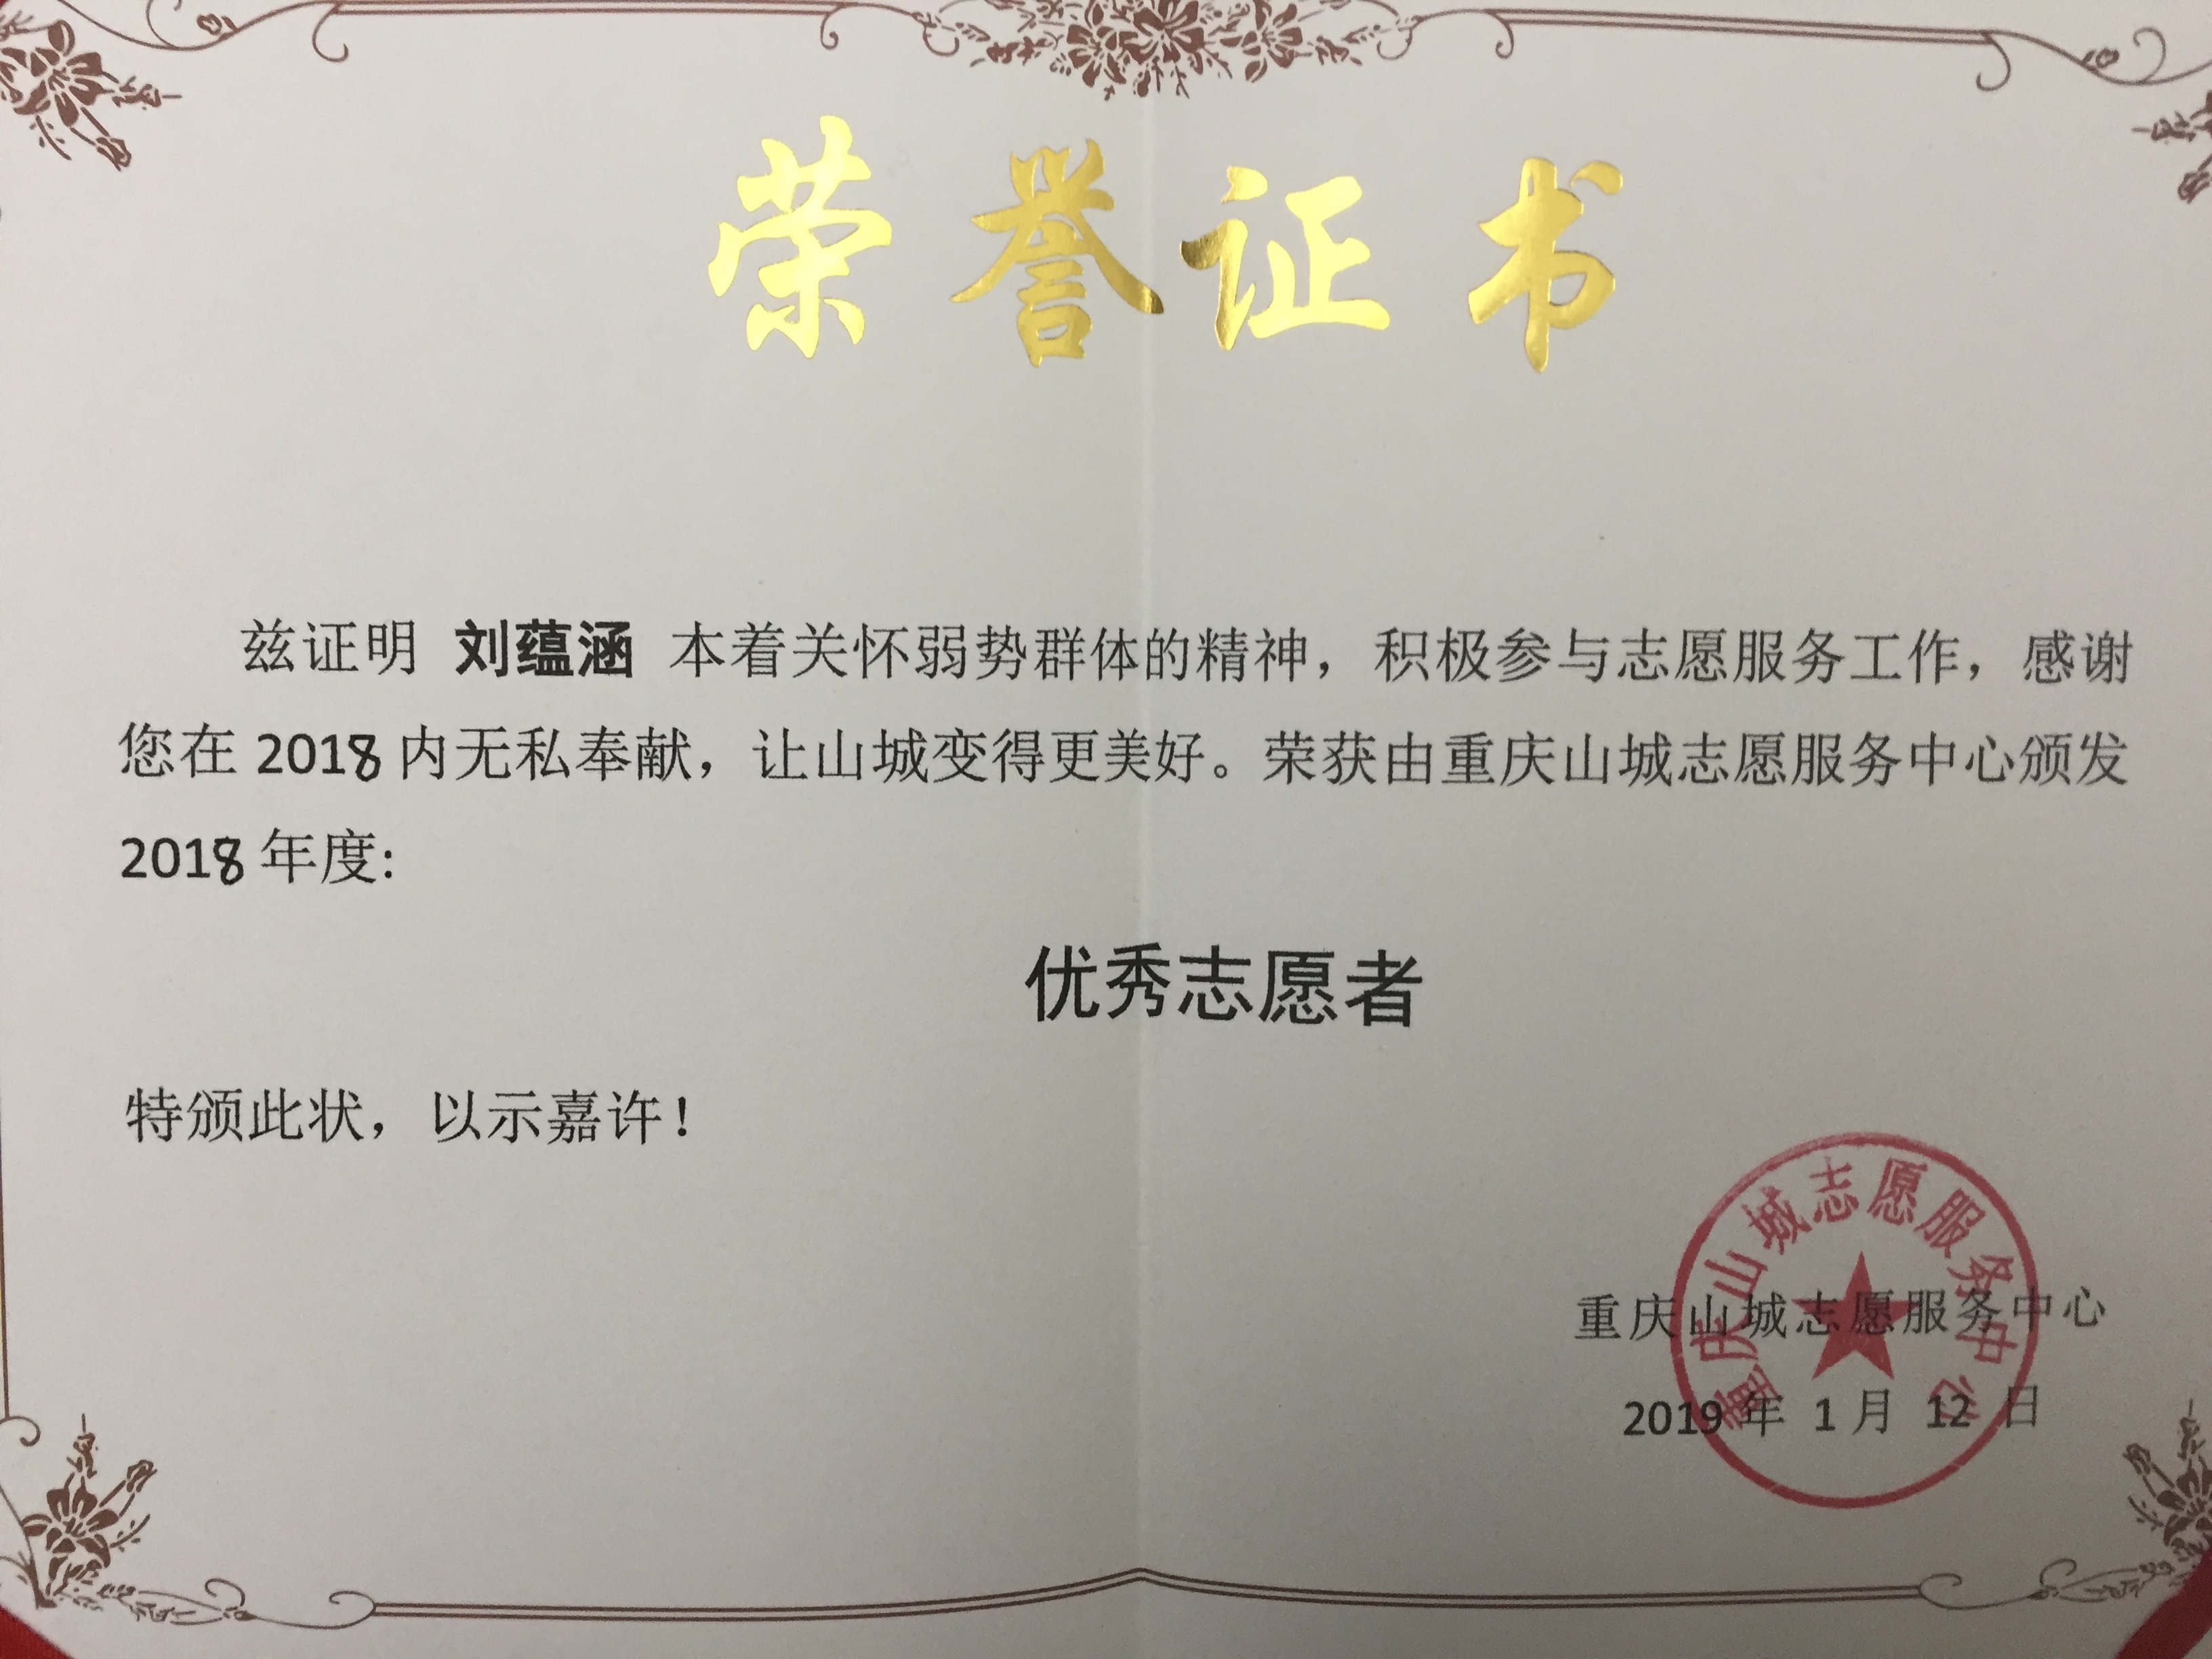 荣誉证书
兹证明 刘蕴涵 本着关怀弱势群体的精神，积极参与志愿服务工作，感谢
您在 2018 内无私奉献，让山城变得更美好。荣获由重庆山城志愿服务中心颁发
2018 年度:
优秀志愿者
特颁此状，以示嘉许！
重庆山城志愿服务中心
重庆山城志愿服务中心
2019 年 1 月 12 日